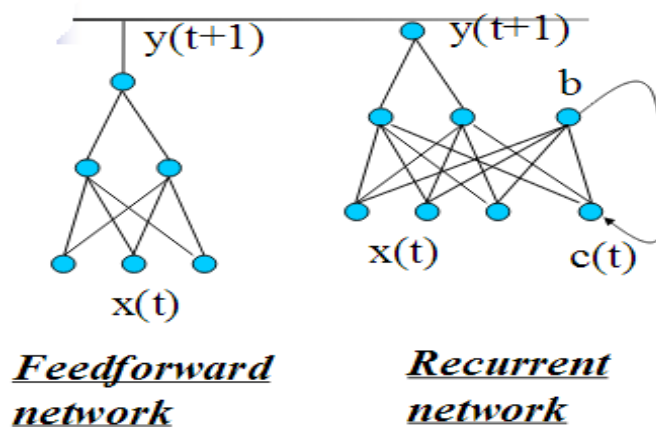 y(t+1)
x(t)
Feedforward
network
y(t+1)
b
x(t)
c(t)
Recurrent
network